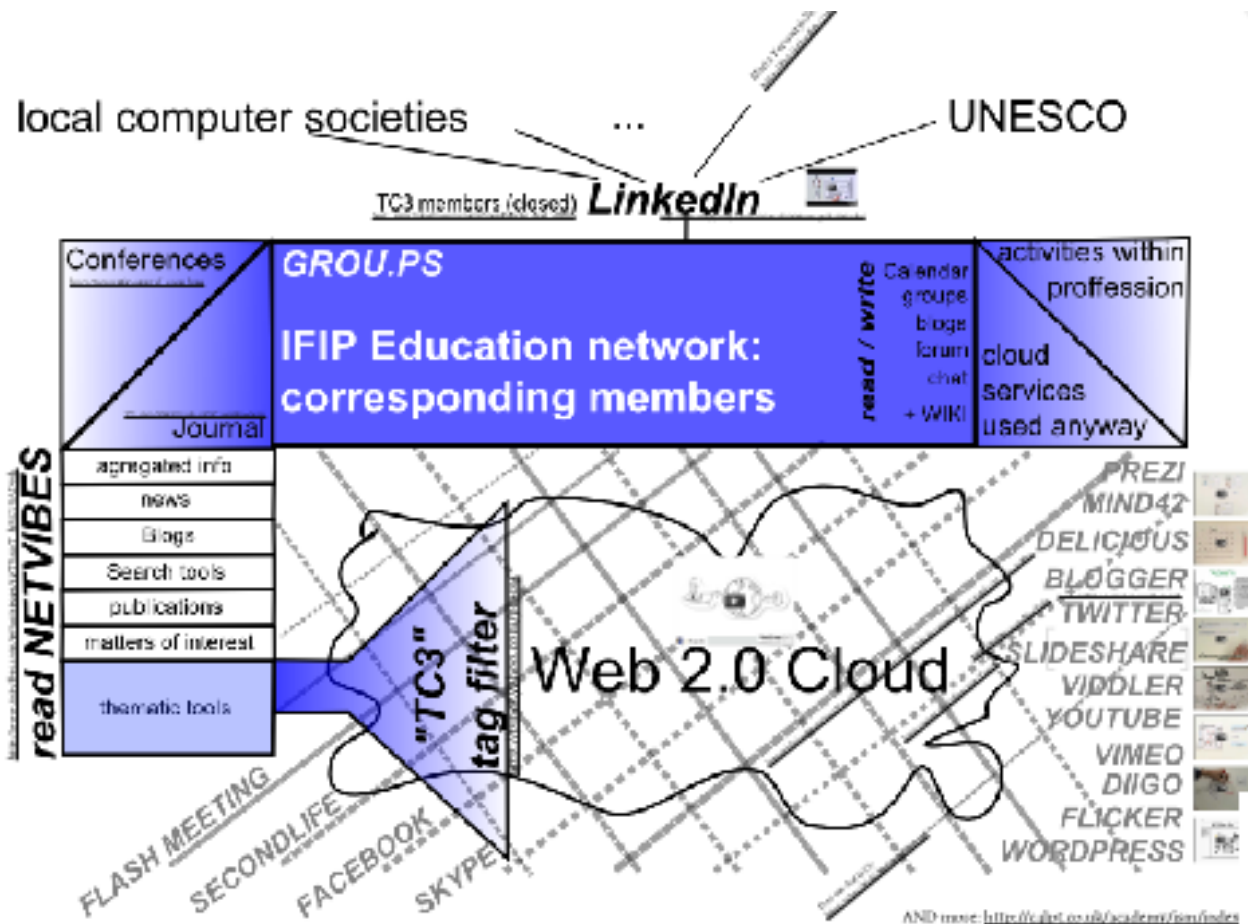 local computer societies
...
UNESCO
TC3 members (closed)
LinkedIn
Conferences
Journal
GROU.PS
IFIP Education network:
corresponding members
read / write
Calendar
groups
blogs
forum
chat
+ WIKI
activities within
proffession
cloud
services
used anyway
read NETVIBES
agregated info
news
Blogs
Search tools
publications
matters of interest
thematic tools
"TC3"
tag filter
Web 2.0 Cloud
PREZI
MIND42
DELICIOUS
BLOGGER
TWITTER
SLIDESHARE
VIDDLER
YOUTUBE
VIMEO
DIIGO
FLICKER
WORDPRESS
FLASH MEETING
SECONDLIFE
FACEBOOK
SKYPE
AND more: